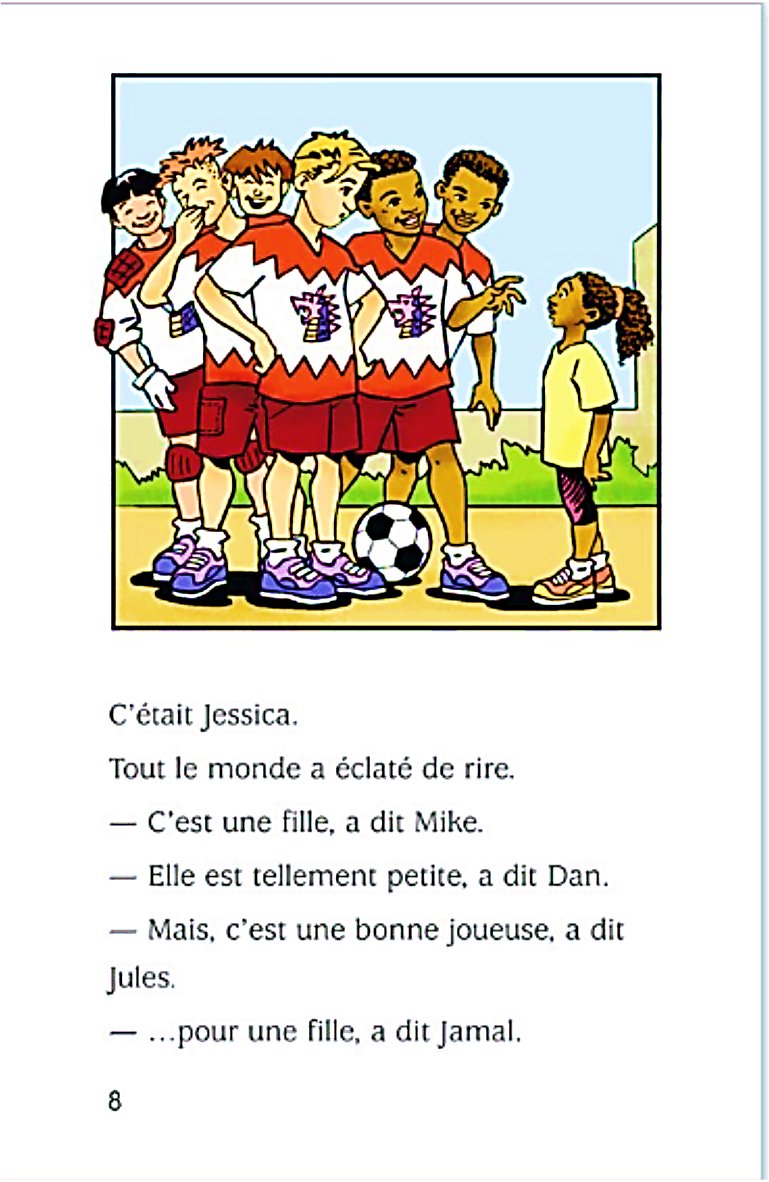 C'était Jessica.
Tout le monde a éclaté de rire.
— C'est une fille, a dit Mike.
— Elle est tellement petite, a dit Dan.
— Mais, c'est une bonne joueuse, a dit
Jules.
— …pour une fille, a dit Jamal.
8